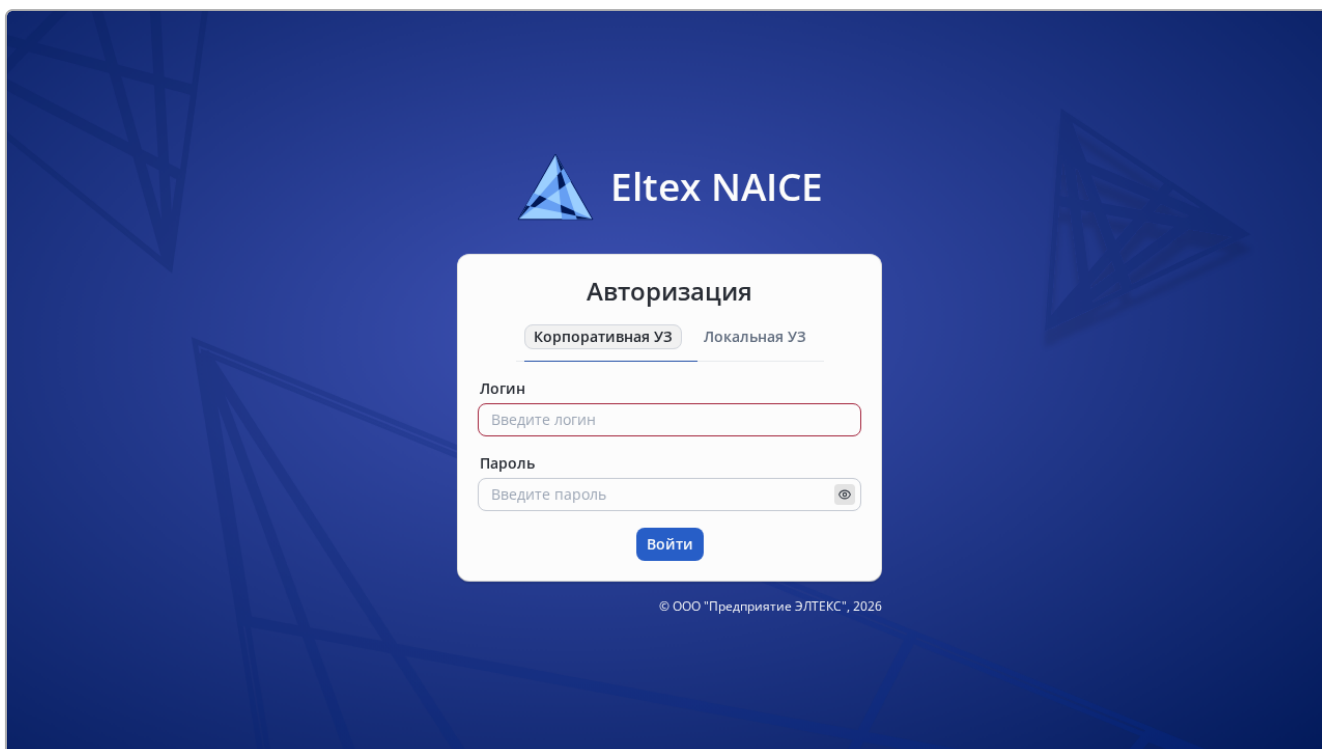 Eltex NAICE
Авторизация
Корпоративная УЗ Локальная УЗ
Логин
Введите логин
Пароль
Введите пароль
Войти
© ООО "Предприятие ЭЛТЕКС", 2026